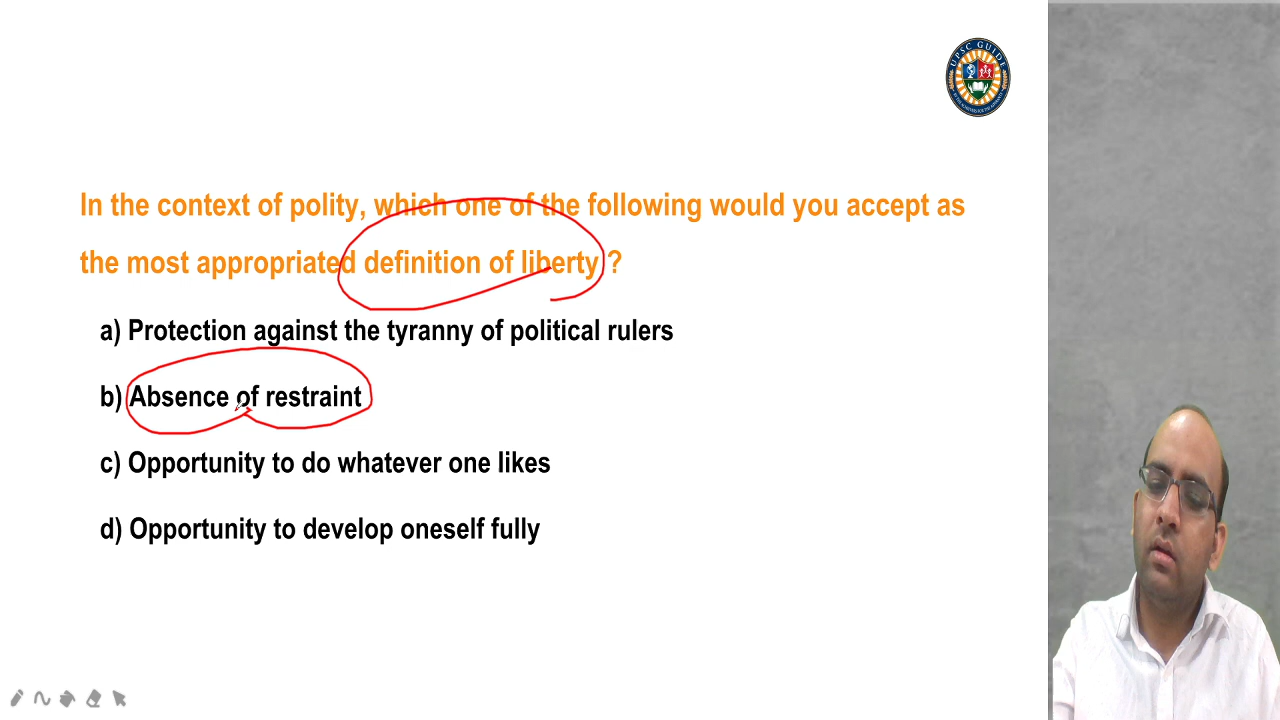 UPSC GUIDE
In the context of polity, which one of the following would you accept as
the most appropriated definition of liberty ?
a) Protection against the tyranny of political rulers
b) Absence of restraint
c) Opportunity to do whatever one likes
d) Opportunity to develop oneself fully